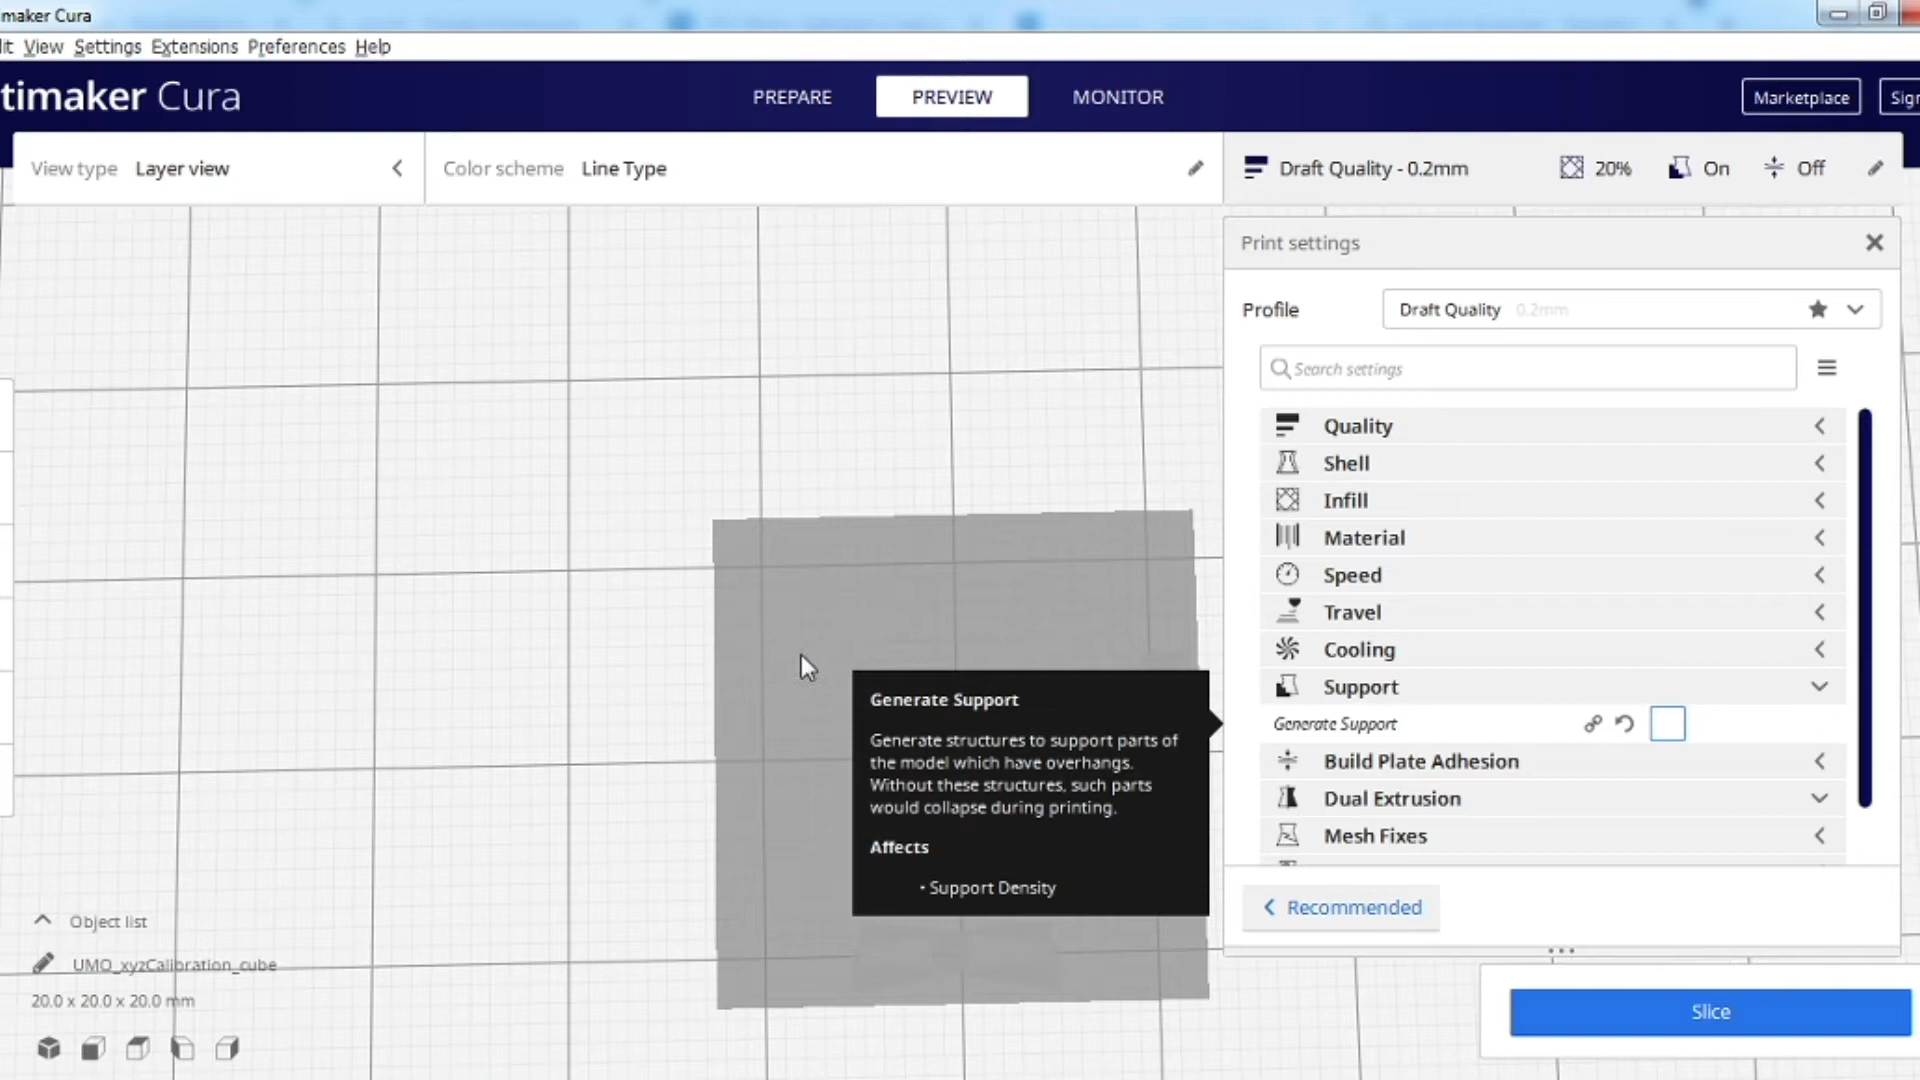 maker Cura
it View Settings Extensions Preferences Help
timaker Cura
PREPARE
PREVIEW
MONITOR
Marketplace
Sign
View type Layer view
Color scheme Line Type
Draft Quality - 0.2mm
20%
On
Off
Print settings
Profile
Draft Quality 0.2mm
Search settings
Quality
Shell
Infill
Material
Speed
Travel
Cooling
Support
Generate Support
Build Plate Adhesion
Dual Extrusion
Mesh Fixes
Recommended
Generate Support
Generate structures to support parts of
the model which have overhangs.
Without these structures, such parts
would collapse during printing.
Affects
• Support Density
Object list
UMO_xyzCalibration_cube
20.0 x 20.0 x 20.0 mm
Slice